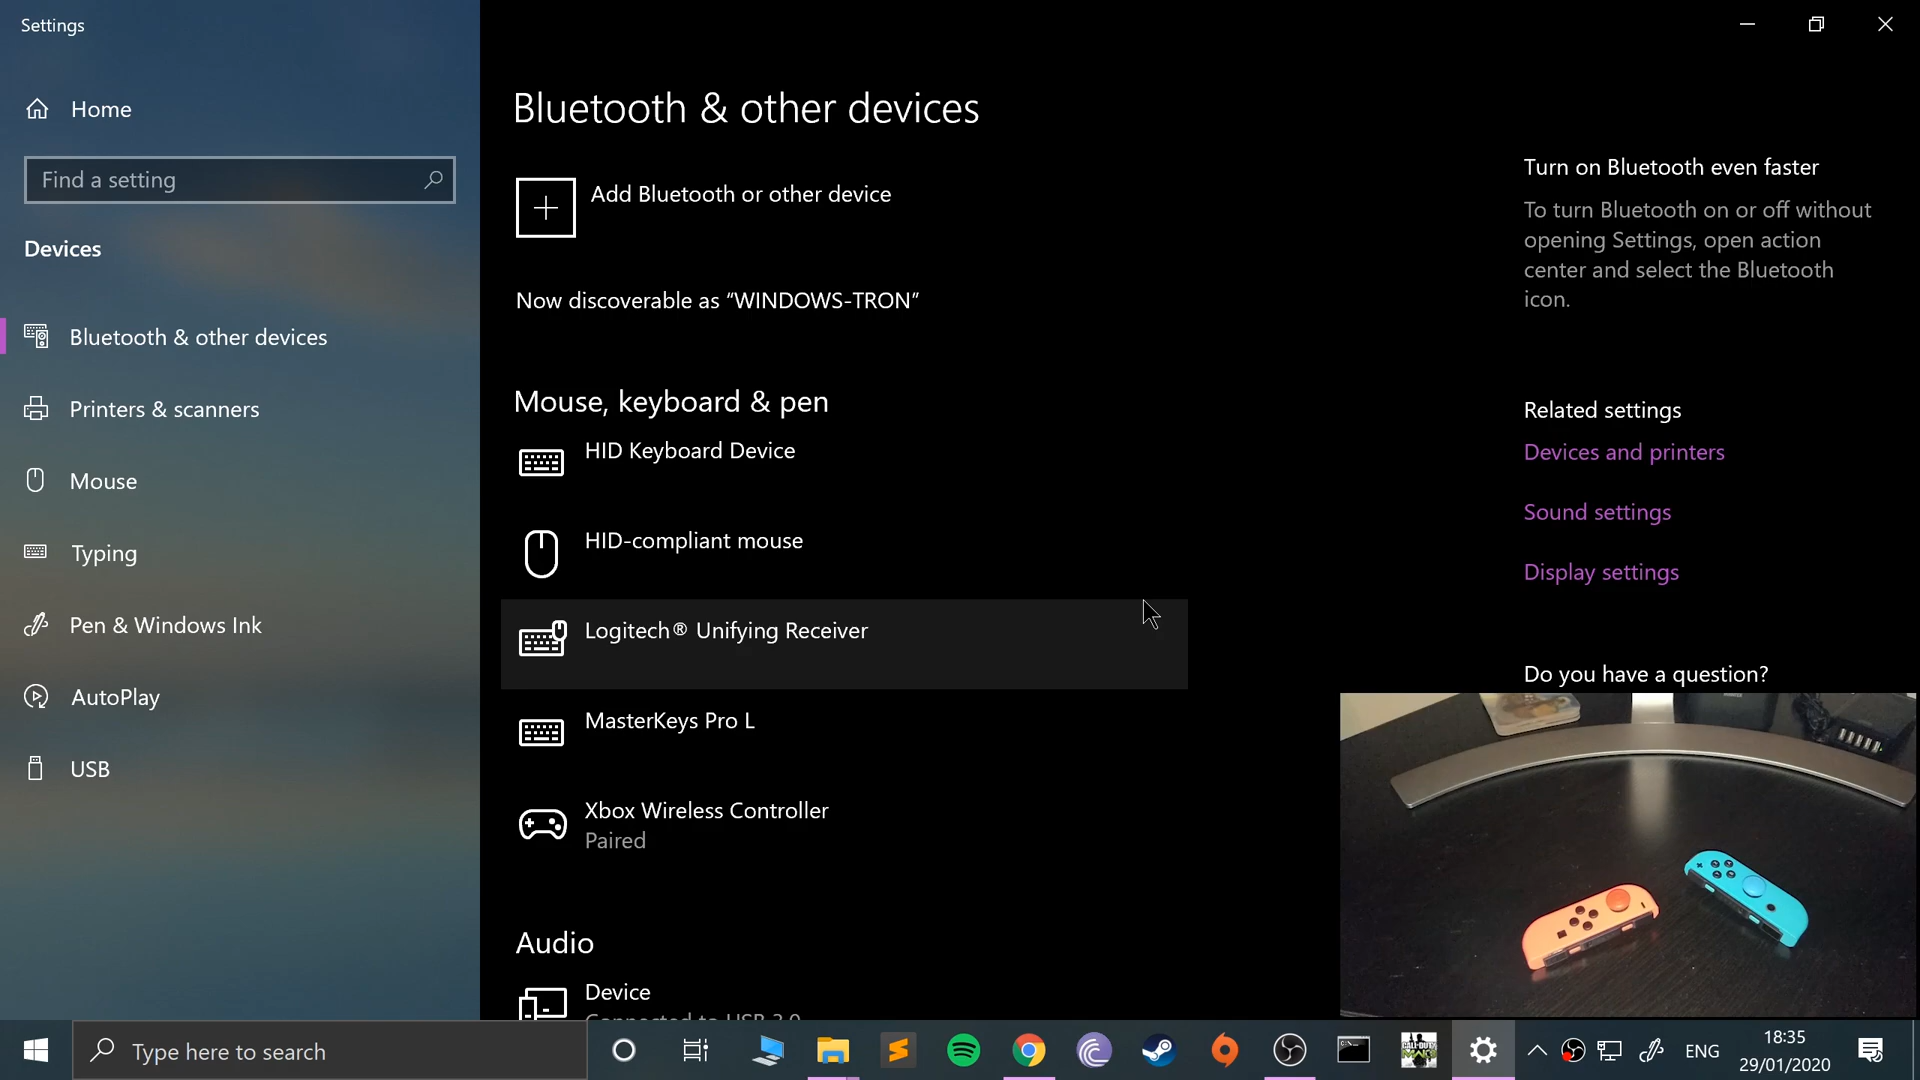 Settings
Home
Find a setting
Devices
Bluetooth & other devices
Printers & scanners
Mouse
Typing
Pen & Windows Ink
AutoPlay
USB
Bluetooth & other devices
Add Bluetooth or other device
Now discoverable as “WINDOWS-TRON”
Mouse, keyboard & pen
HID Keyboard Device
HID-compliant mouse
Logitech® Unifying Receiver
MasterKeys Pro L
Xbox Wireless Controller
Paired
Audio
Device
Connected to USB 3.0
Turn on Bluetooth even faster
To turn Bluetooth on or off without
opening Settings, open action
center and select the Bluetooth
icon.
Related settings
Devices and printers
Sound settings
Display settings
Do you have a question?
Type here to search
ENG
18:35
29/01/2020